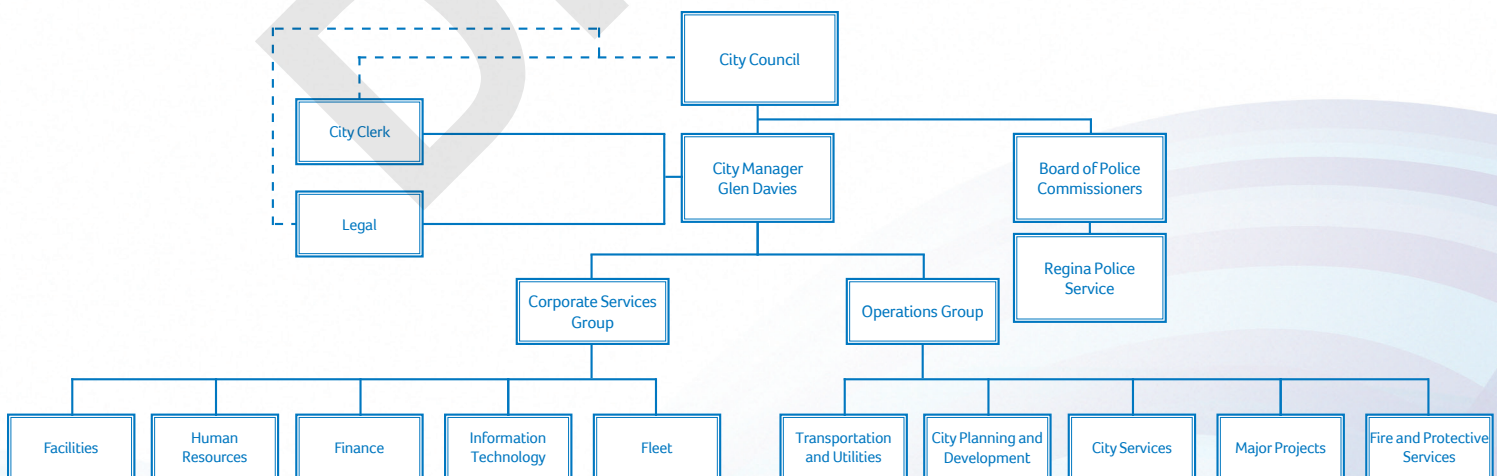 City Council
City Clerk
City Manager
Glen Davies
Board of Police
Commissioners
Legal
Regina Police
Service
Corporate Services
Group
Operations Group
Facilities
Human
Resources
Finance
Information
Technology
Fleet
Transportation
and Utilities
City Planning and
Development
City Services
Major Projects
Fire and Protective
Services